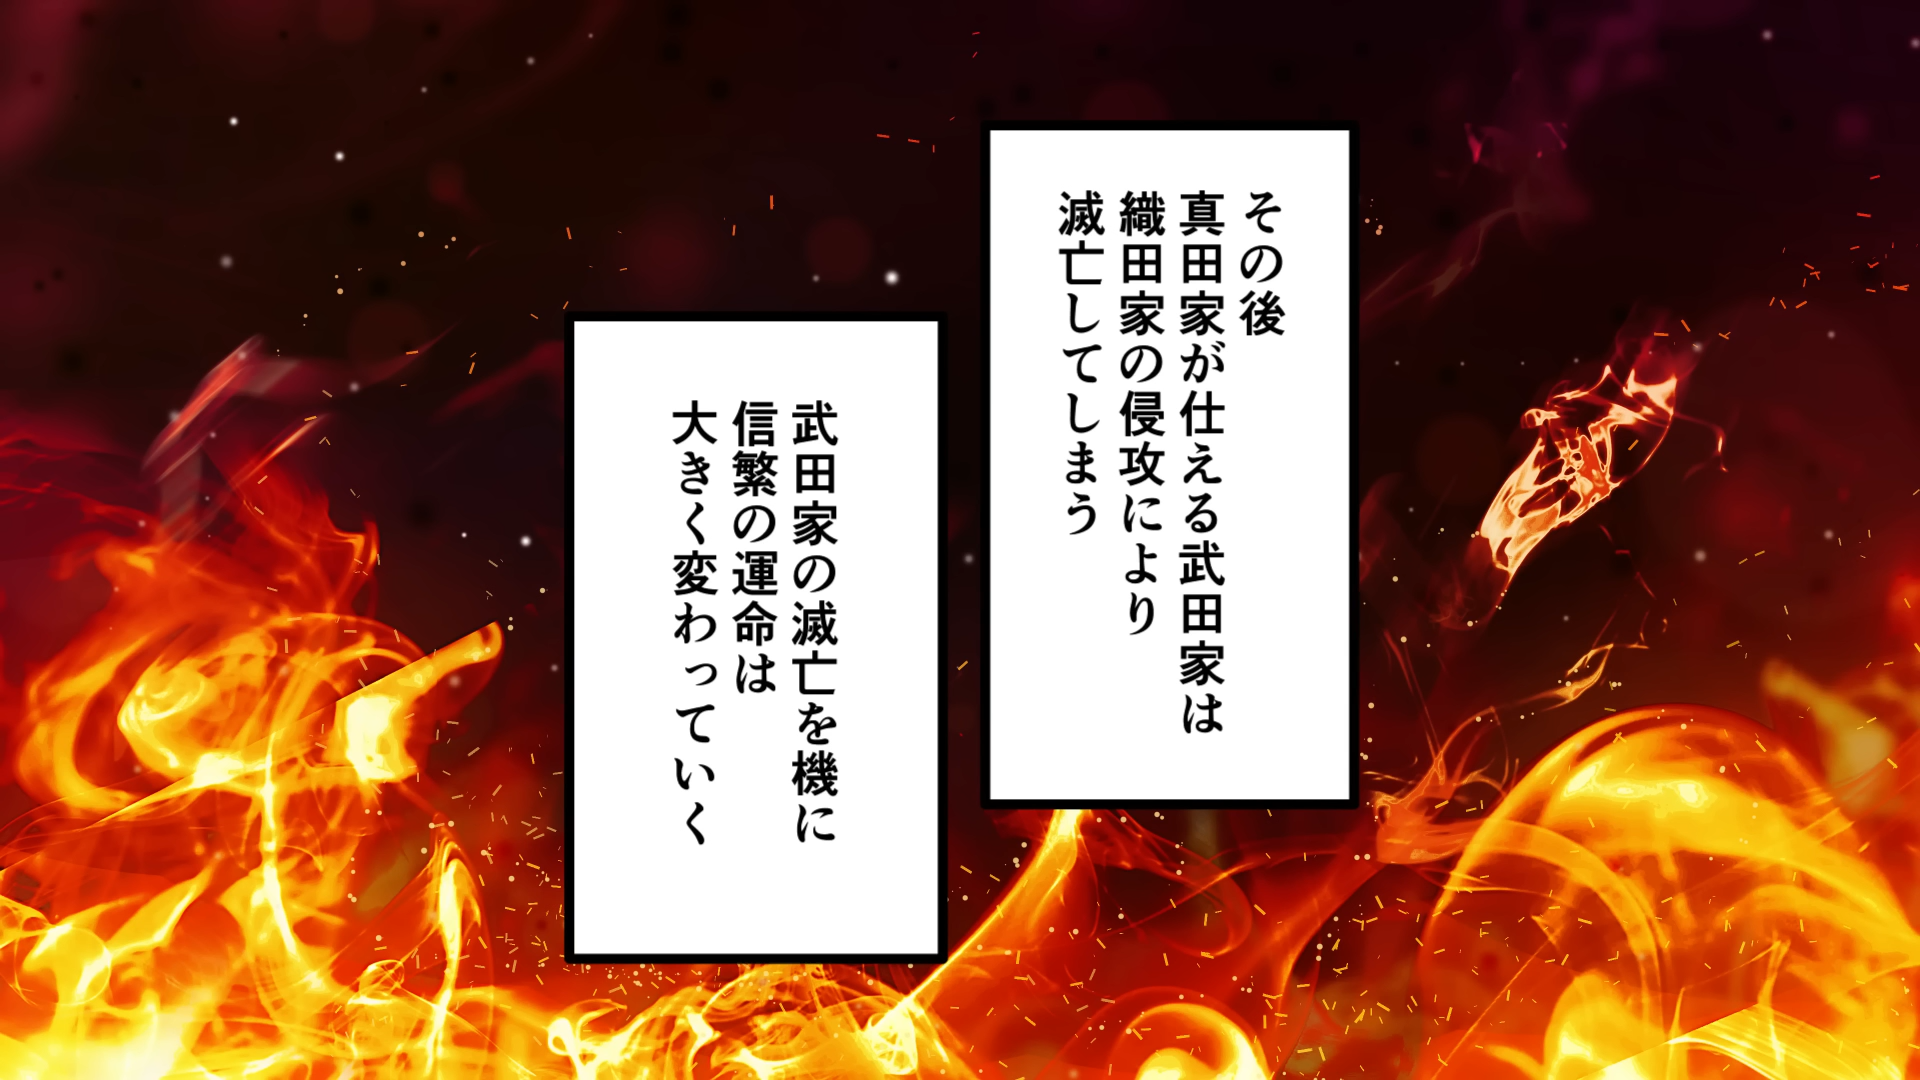 その後
真田家が仕える武田家は
織田家の侵攻により
滅亡してしまう
武田家の滅亡を機に
信繁の運命は
大きく変わっていく